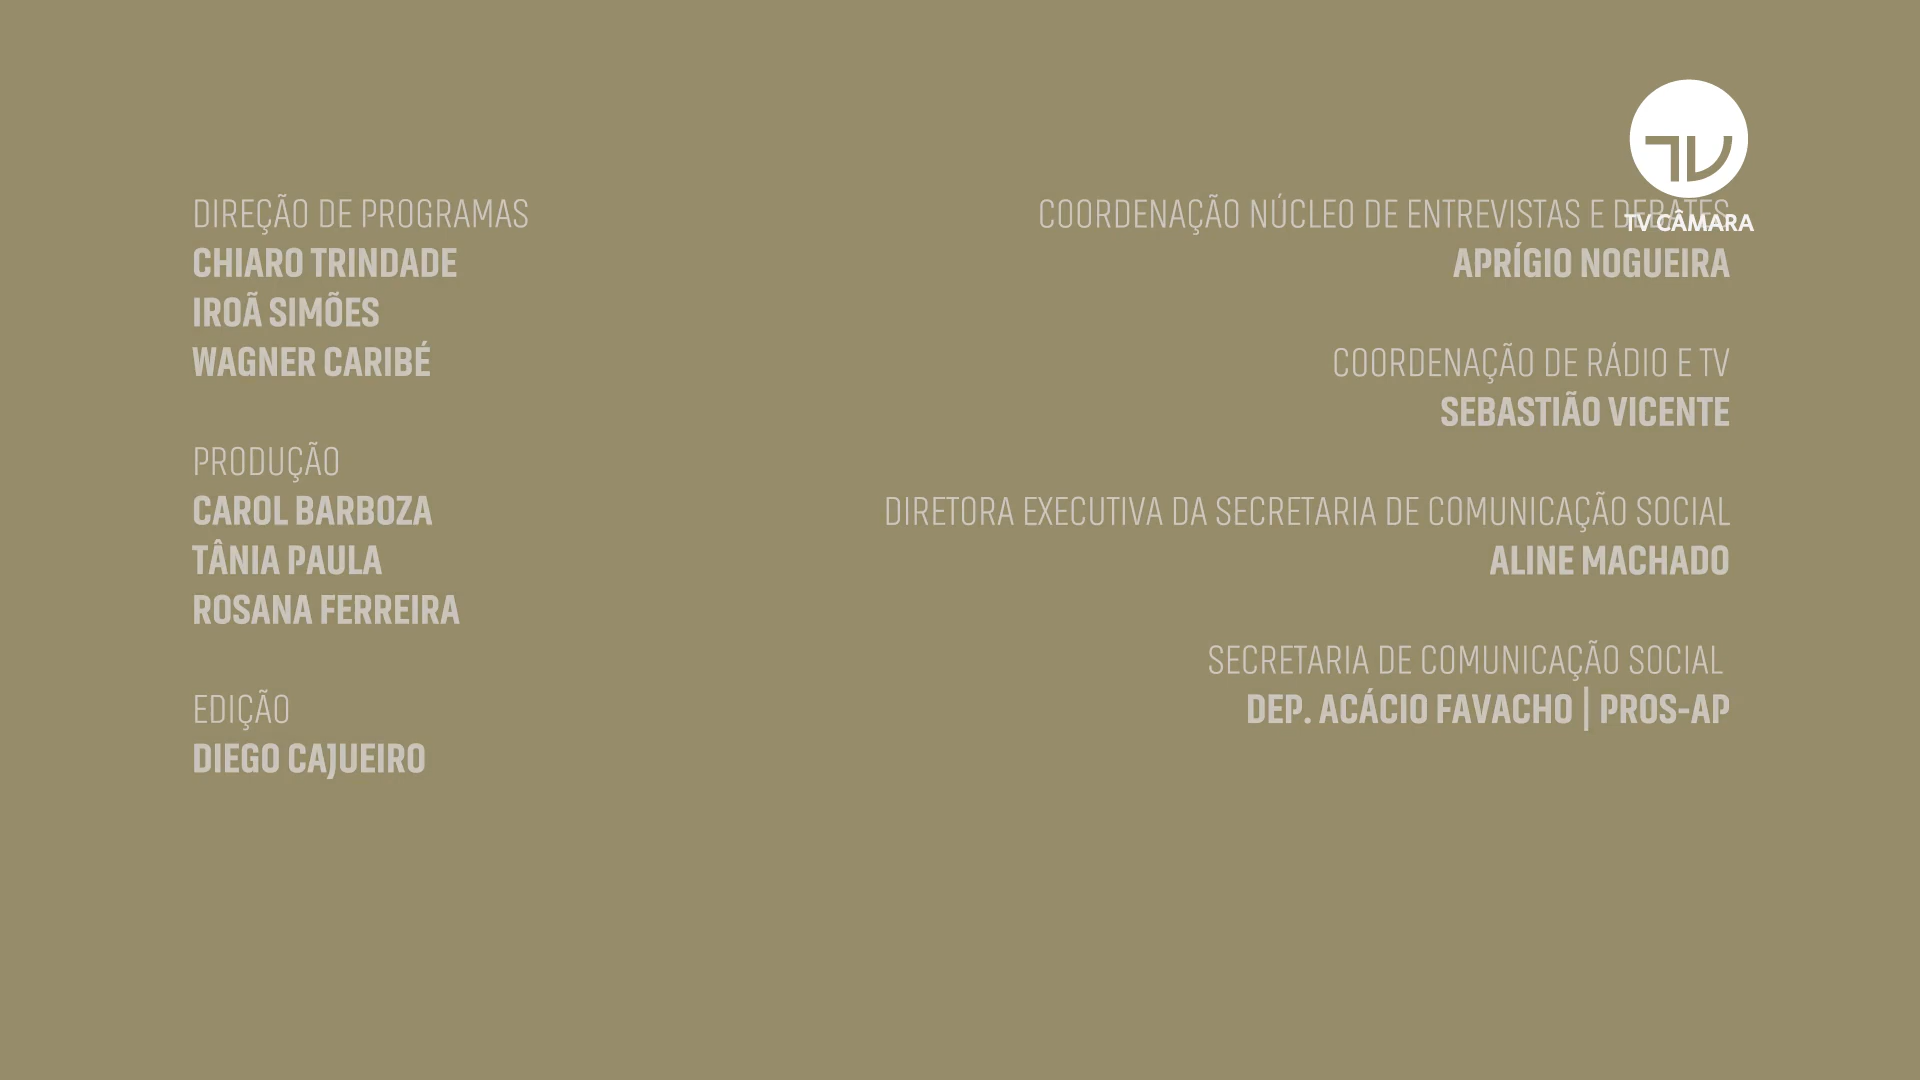 DIREÇÃO DE PROGRAMAS
CHIARO TRINDADE
IROÃ SIMÕES
WAGNER CARIBÉ
PRODUÇÃO
CAROL BARBOZA
TÂNIA PAULA
ROSANA FERREIRA
EDIÇÃO
DIEGO CAJUEIRO
TV
TV CÂMARA
COORDENAÇÃO NÚCLEO DE ENTREVISTAS E DEBATES
APRÍGIO NOGUEIRA
COORDENAÇÃO DE RÁDIO E TV
SEBASTIÃO VICENTE
DIRETORA EXECUTIVA DA SECRETARIA DE COMUNICAÇÃO SOCIAL
ALINE MACHADO
SECRETARIA DE COMUNICAÇÃO SOCIAL
DEP. ACÁCIO FAVACHO | PROS-AP